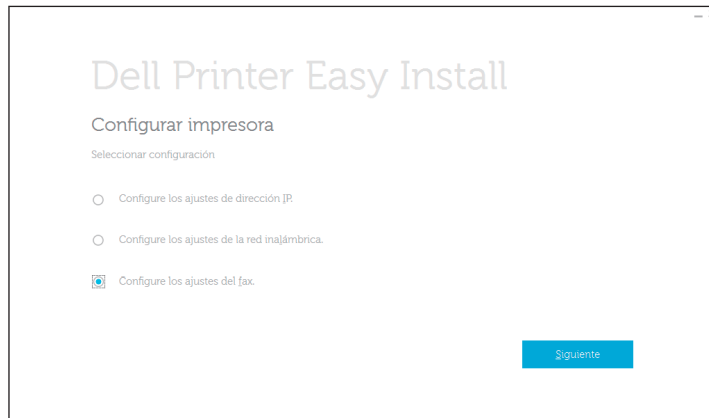 Dell Printer Easy Install
Configurar impresora
Seleccionar configuración
Configure los ajustes de dirección IP.
Configure los ajustes de la red inalámbrica.
Configure los ajustes del fax.
Siguiente